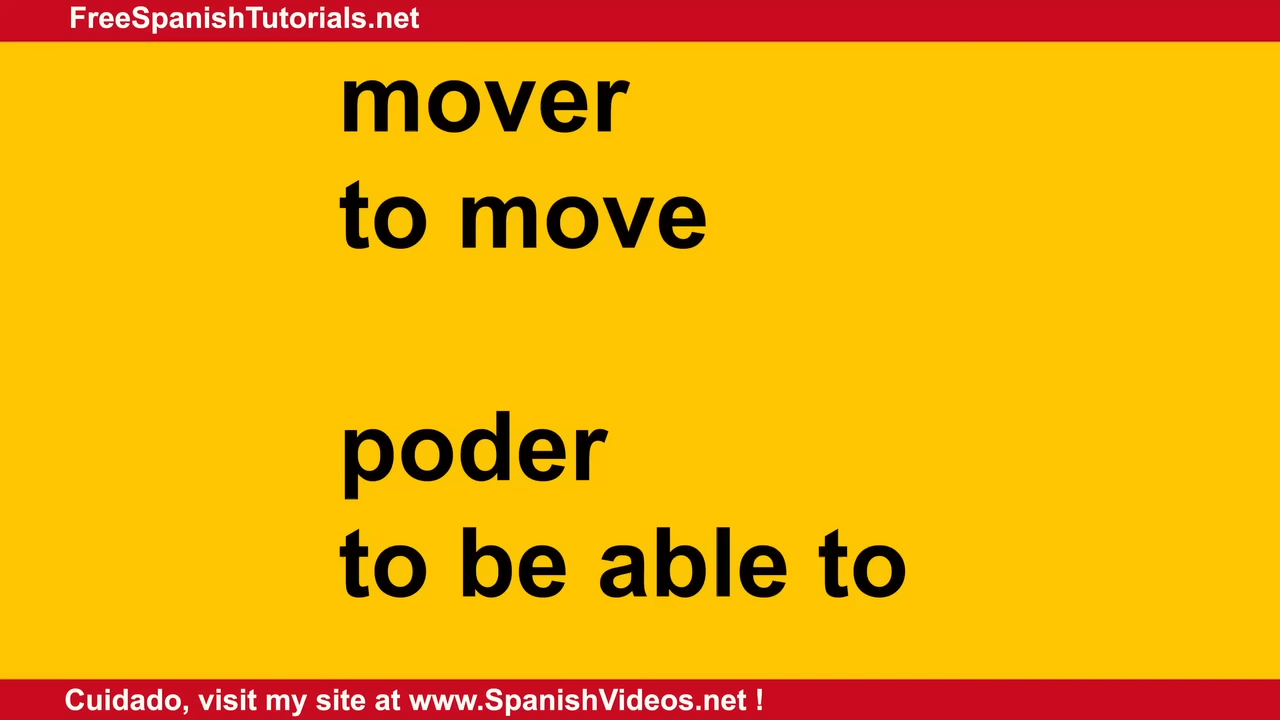 FreeSpanishTutorials.net
mover
to move
poder
to be able to
Cuidado, visit my site at www.SpanishVideos.net !